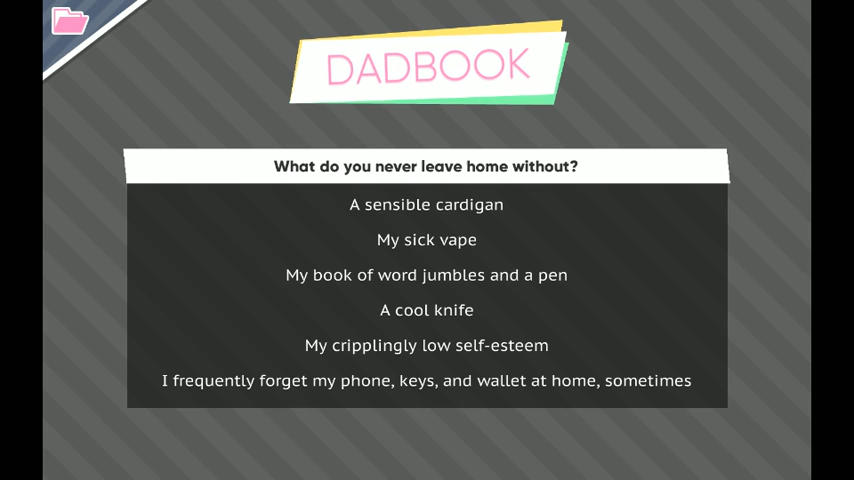 DADBOOK
What do you never leave home without?
A sensible cardigan
My sick vape
My book of word jumbles and a pen
A cool knife
My cripplingly low self-esteem
I frequently forget my phone, keys, and wallet at home, sometimes